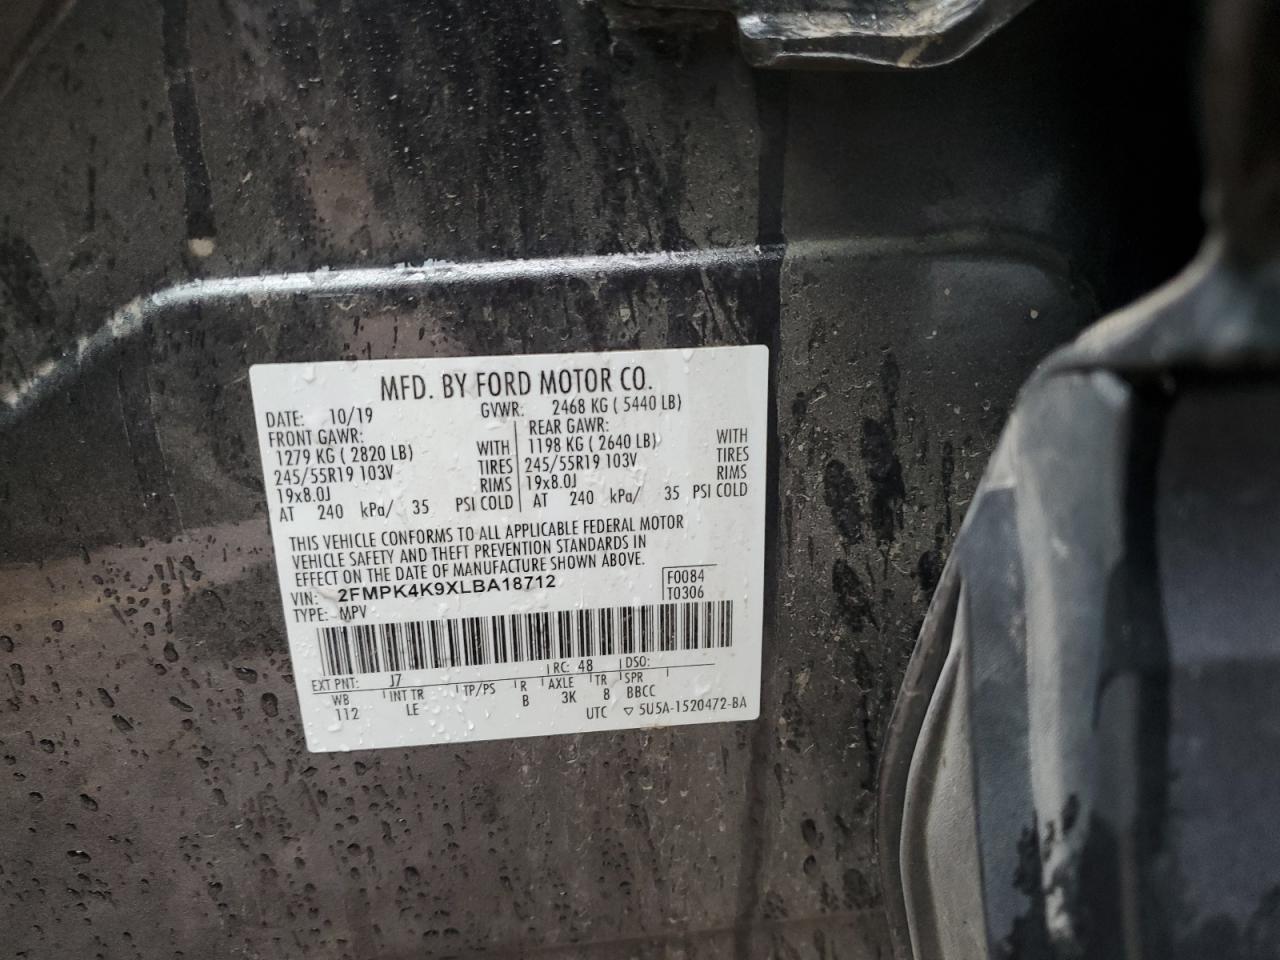 MFD. BY FORD MOTOR CO.
DATE: 10/19 GVWR: 2468 KG ( 5440 LB)
FRONT GAWR: REAR GAWR:
1279 KG ( 2820 LB) WITH 1198 KG ( 2640 LB) WITH
245/55R19 103V TIRES 245/55R19 103V TIRES
19x8.0J RIMS 19x8.0J RIMS
AT 240 kPa/ 35 PSI COLD AT 240 kPa/ 35 PSI COLD
THIS VEHICLE CONFORMS TO ALL APPLICABLE FEDERAL MOTOR
VEHICLE SAFETY AND THEFT PREVENTION STANDARDS IN
EFFECT ON THE DATE OF MANUFACTURE SHOWN ABOVE.
VIN: 2FMPK4K9XLBA18712 F0084
TYPE: MPV T0306
EXT PNT: J7 RC: 48 DSO:
WB INT TR TP/PS R AXLE TR SPR
112 LE B 3K 8 BBCC
UTC ▽ 5U5A-1520472-BA